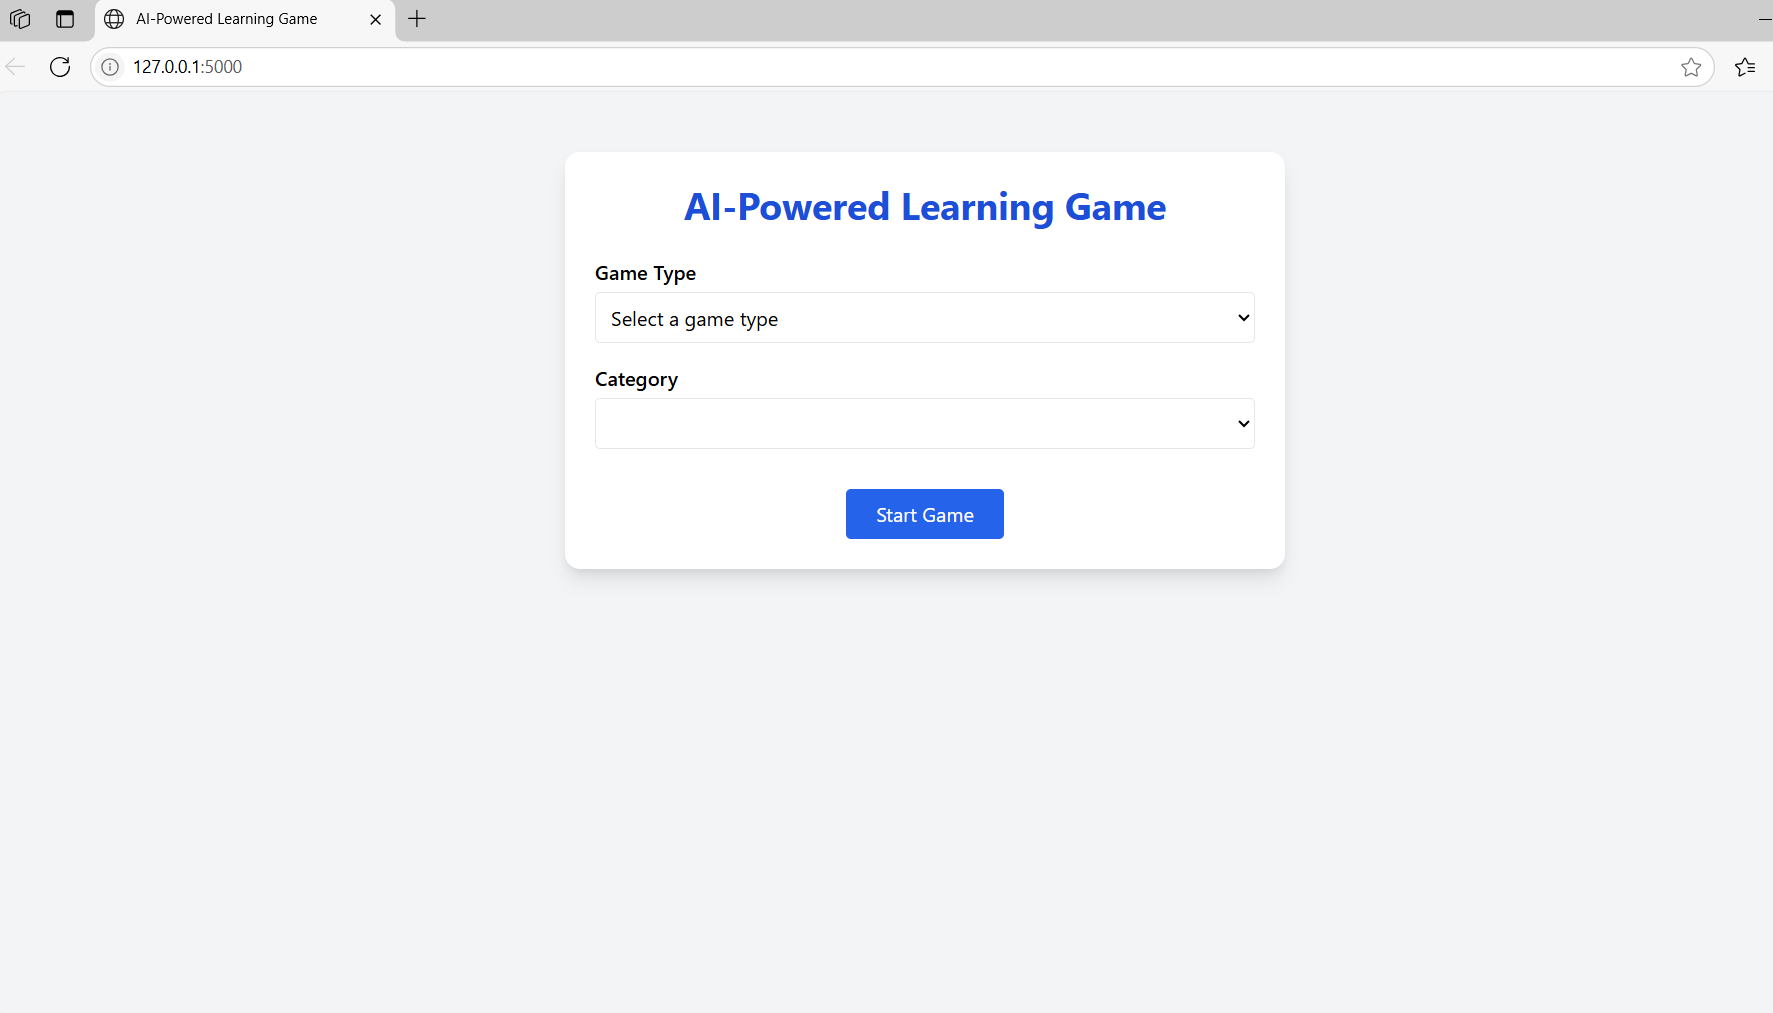 AI-Powered Learning Game
127.0.0.1:5000
AI-Powered Learning Game
Game Type
Select a game type
Category
Start Game